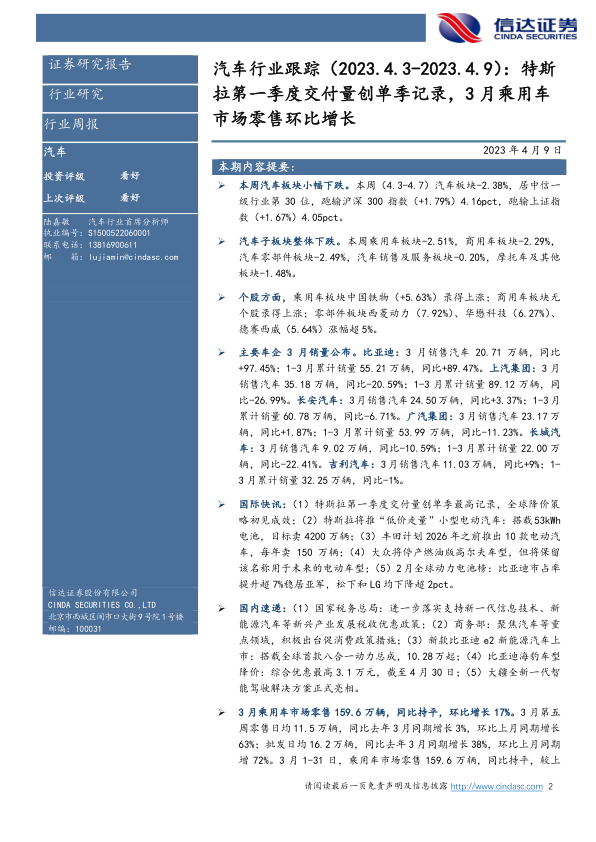 信达证券
CINDA SECURITIES
证券研究报告
行业研究
行业周报
汽车
投资评级 看好
上次评级 看好
陆嘉敏 汽车行业首席分析师
执业编号：S1500522060001
联系电话：13816900611
邮 箱：lujiamin@cindasc.com
信达证券股份有限公司
CINDA SECURITIES CO.,LTD
北京市西城区闹市口大街9号院1号楼
邮编：100031
汽车行业跟踪（2023.4.3-2023.4.9）：特斯
拉第一季度交付量创单季记录，3月乘用车
市场零售环比增长
2023年4月9日
本期内容提要：
➢ 本周汽车板块小幅下跌。本周（4.3-4.7）汽车板块-2.38%，居中信一
级行业第 30 位，跑输沪深 300 指数（+1.79%）4.16pct，跑输上证指
数（+1.67%）4.05pct。
➢ 汽车子板块整体下跌。本周乘用车板块-2.51%，商用车板块-2.29%，
汽车零部件板块-2.49%，汽车销售及服务板块-0.20%，摩托车及其他
板块-1.48%。
➢ 个股方面，乘用车板块中国铁物（+5.63%）录得上涨；商用车板块无
个股录得上涨；零部件板块西菱动力（7.92%）、华懋科技（6.27%）、
德赛西威（5.64%）涨幅超5%。
➢ 主要车企 3 月销量公布。比亚迪：3 月销售汽车 20.71 万辆，同比
+97.45%；1-3月累计销量 55.21 万辆，同比+89.47%。上汽集团：3 月
销售汽车 35.18 万辆，同比-20.59%；1-3 月累计销量 89.12 万辆，同
比-26.99%。长安汽车：3月销售汽车24.50万辆，同比+3.37%；1-3月
累计销量 60.78 万辆，同比-6.71%。广汽集团：3月销售汽车 23.17万
辆，同比+1.87%；1-3 月累计销量 53.99 万辆，同比-11.23%。长城汽
车：3 月销售汽车 9.02 万辆，同比-10.59%；1-3月累计销量 22.00 万
辆，同比-22.41%。吉利汽车：3月销售汽车11.03万辆，同比+9%；1-
3月累计销量 32.25 万辆，同比-1%。
➢ 国际快讯：（1）特斯拉第一季度交付量创单季最高记录，全球降价策
略初见成效；（2）特斯拉将推“低价走量”小型电动汽车：搭载53kWh
电池，目标卖 4200 万辆；（3）丰田计划 2026 年之前推出 10 款电动汽
车，每年卖 150 万辆；（4）大众将停产燃油版高尔夫车型，但将保留
该名称用于未来的电动车型；（5）2月全球动力电池榜：比亚迪市占率
提升超 7%稳居亚军，松下和 LG 均下降超 2pct。
➢ 国内速递：（1）国家税务总局：进一步落实支持新一代信息技术、新
能源汽车等新兴产业发展税收优惠政策；（2）商务部：聚焦汽车等重
点领域，积极出台促消费政策措施；（3）新款比亚迪 e2 新能源汽车上
市：搭载全球首款八合一动力总成，10.28万起；（4）比亚迪海豹车型
降价：综合优惠最高 3.1 万元，截至 4 月 30 日；（5）大疆全新一代智
能驾驶解决方案正式亮相。
➢ 3月乘用车市场零售 159.6 万辆，同比持平，环比增长 17%。3 月第五
周零售日均 11.5 万辆，同比去年 3 月同期增长 3%，环比上月同期增长
63%；批发日均 16.2 万辆，同比去年 3 月同期增长 38%，环比上月同期
增 72%。3 月 1-31 日，乘用车市场零售 159.6 万辆，同比持平，较上
请阅读最后一页免责声明及信息披露 http://www.cindasc.com 2